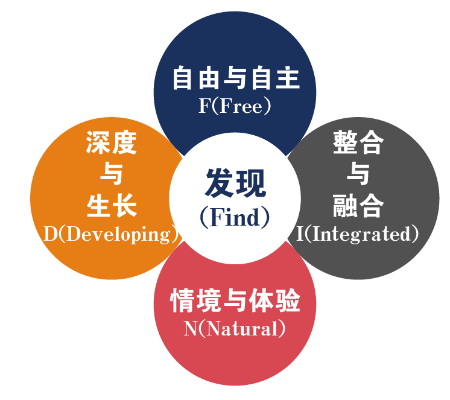 自由与自主
F(Free)
深度
与
生长
D(Developing)
发现
(Find)
整合
与
融合
I(Integrated)
情境与体验
N(Natural)